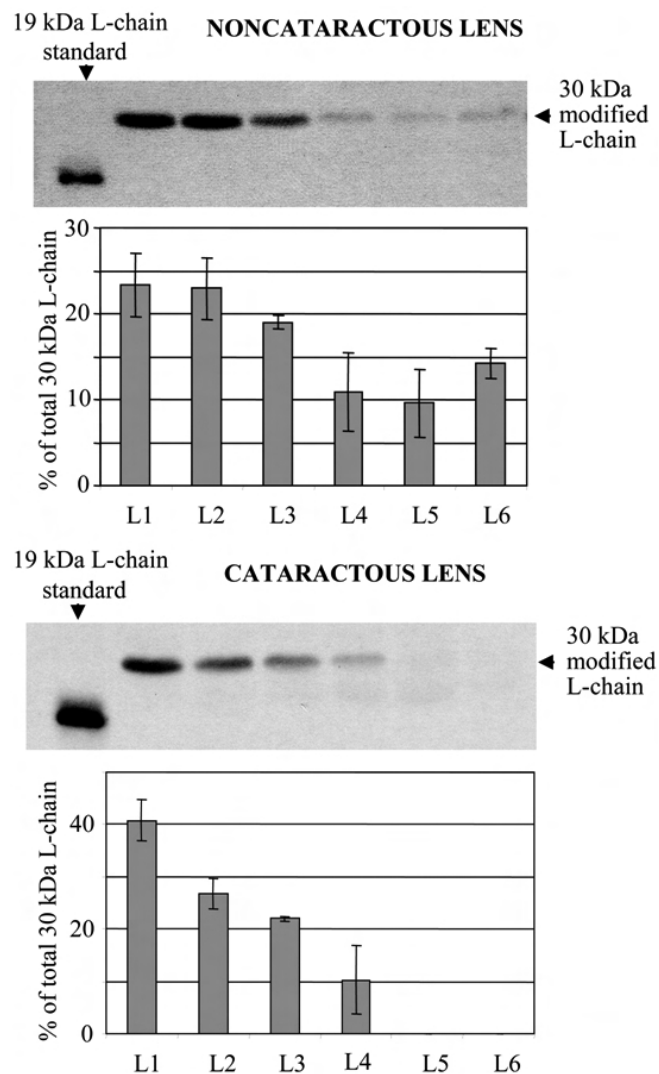 19 kDa L-chain
standard
NONCATARACTOUS LENS
30 kDa
modified
L-chain
% of total 30 kDa L-chain
30
20
10
0
L1 L2 L3 L4 L5 L6
19 kDa L-chain
standard
CATARACTOUS LENS
30 kDa
modified
L-chain
% of total 30 kDa L-chain
40
20
0
L1 L2 L3 L4 L5 L6